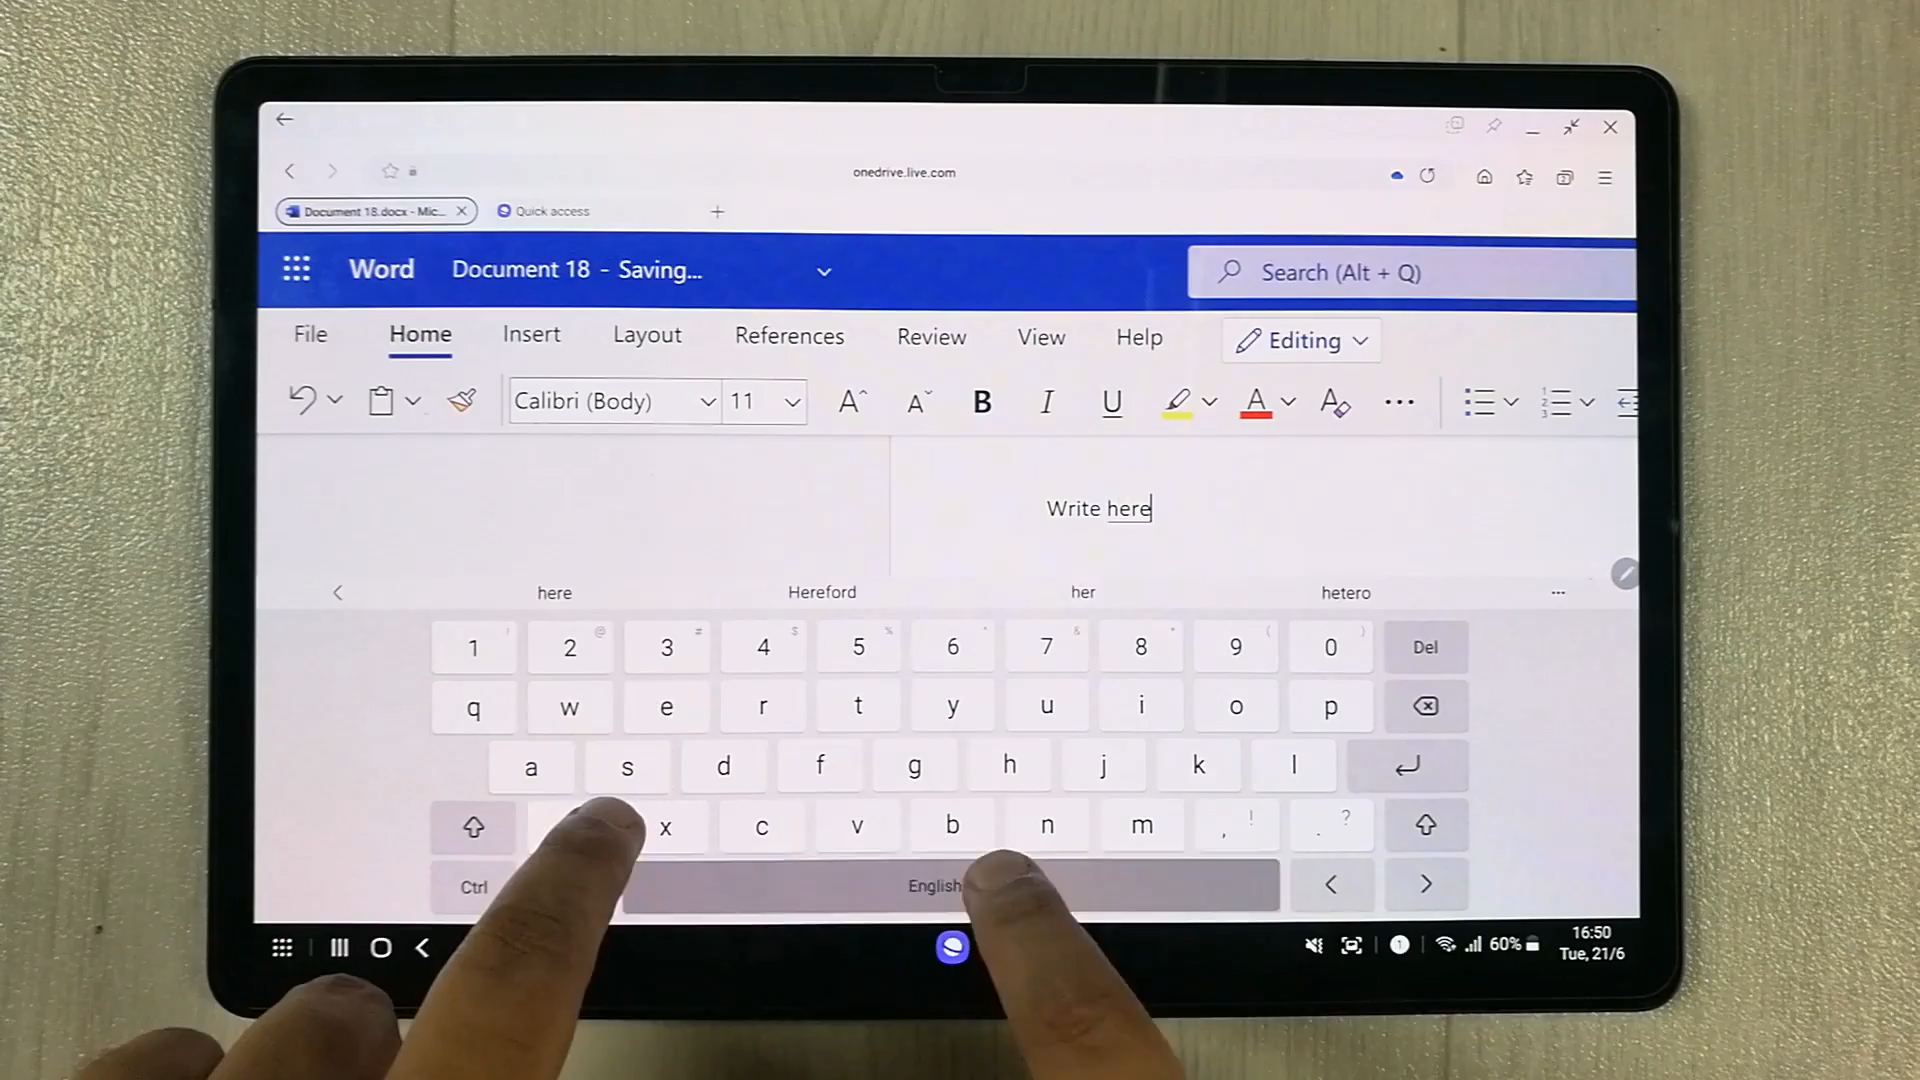 onedrive.live.com
Document 18.docx - Mic...
Quick access
Word
Document 18 - Saving...
Search (Alt + Q)
File Home Insert Layout References Review View Help Editing
Calibri (Body) 11 A A B I U A A ...
Write here
here Hereford her hetero ...
1 ! 2 @ 3 # 4 $ 5 % 6 ^ 7 & 8 * 9 ( 0 ) Del
q w e r t y u i o p
a s d f g h j k l
x c v b n m , ! . ?
Ctrl English < >
1 60% 16:50
Tue, 21/6